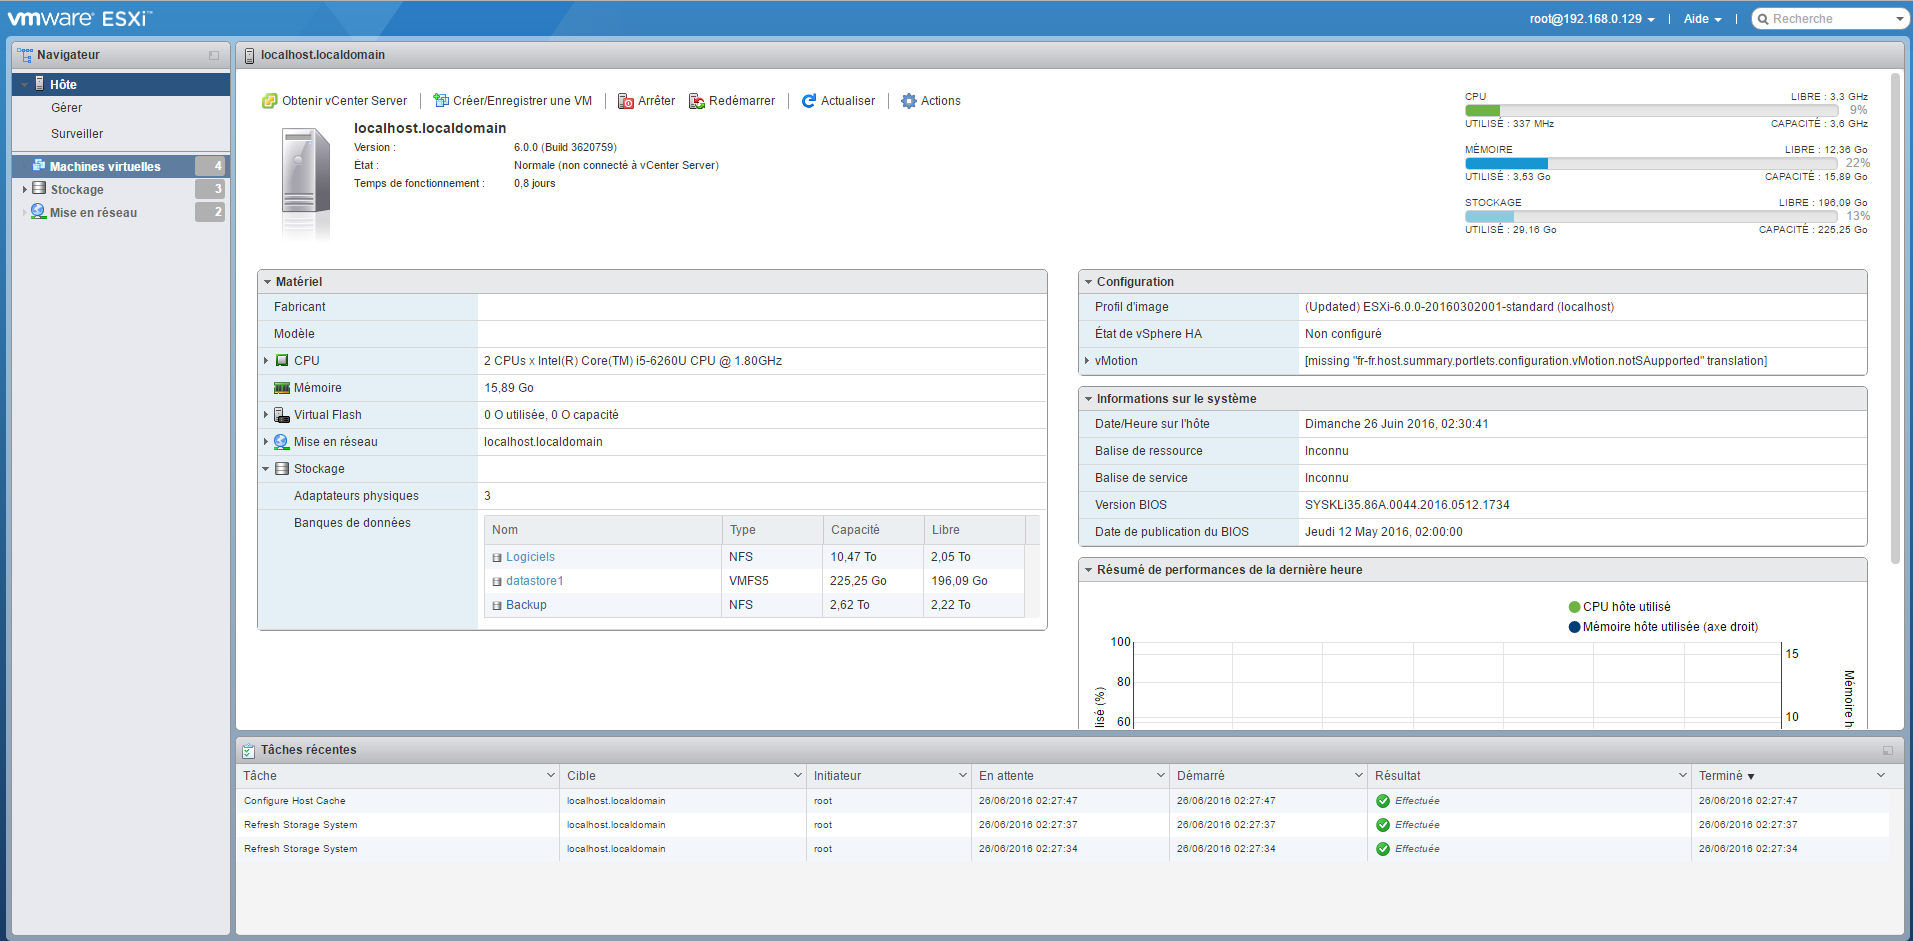 vmware ESXi™
root@192.168.0.129 | Aide | Recherche
Navigateur
Hôte
Gérer
Surveiller
Machines virtuelles 4
Stockage 3
Mise en réseau 2
localhost.localdomain
Obtenir vCenter Server | Créer/Enregistrer une VM | Arrêter Redémarrer | Actualiser | Actions
localhost.localdomain
Version : 6.0.0 (Build 3620759)
État : Normale (non connecté à vCenter Server)
Temps de fonctionnement : 0,8 jours
CPU LIBRE : 3,3 GHz
9%
UTILISÉ : 337 MHz CAPACITÉ : 3,6 GHz
MÉMOIRE LIBRE : 12,36 Go
22%
UTILISÉ : 3,53 Go CAPACITÉ : 15,89 Go
STOCKAGE LIBRE : 196,09 Go
13%
UTILISÉ : 29,16 Go CAPACITÉ : 225,25 Go
Matériel
Fabricant
Modèle
CPU 2 CPUs x Intel(R) Core(TM) i5-6260U CPU @ 1.80GHz
Mémoire 15,89 Go
Virtual Flash 0 O utilisée, 0 O capacité
Mise en réseau localhost.localdomain
Stockage
Adaptateurs physiques 3
Banques de données
Nom Type Capacité Libre
Logiciels NFS 10,47 To 2,05 To
datastore1 VMFS5 225,25 Go 196,09 Go
Backup NFS 2,62 To 2,22 To
Configuration
Profil d'image (Updated) ESXi-6.0.0-20160302001-standard (localhost)
État de vSphere HA Non configuré
vMotion [missing "fr-fr.host.summary.portlets.configuration.vMotion.notSAupported" translation]
Informations sur le système
Date/Heure sur l'hôte Dimanche 26 Juin 2016, 02:30:41
Balise de ressource Inconnu
Balise de service Inconnu
Version BIOS SYSKLi35.86A.0044.2016.0512.1734
Date de publication du BIOS Jeudi 12 May 2016, 02:00:00
Résumé de performances de la dernière heure
CPU hôte utilisé
Mémoire hôte utilisée (axe droit)
100
80
60
lisé (%)
15
10
Mémoire h
Tâches récentes
Tâche Cible Initiateur En attente Démarré Résultat Terminé
Configure Host Cache localhost.localdomain root 26/06/2016 02:27:47 26/06/2016 02:27:47 Effectuée 26/06/2016 02:27:47
Refresh Storage System localhost.localdomain root 26/06/2016 02:27:37 26/06/2016 02:27:37 Effectuée 26/06/2016 02:27:37
Refresh Storage System localhost.localdomain root 26/06/2016 02:27:34 26/06/2016 02:27:34 Effectuée 26/06/2016 02:27:34